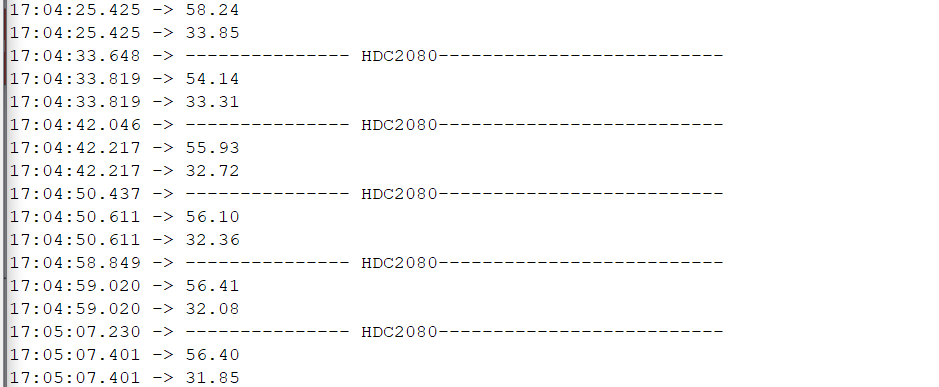 17:04:25.425 -> 58.24
17:04:25.425 -> 33.85
17:04:33.648 -> --------------- HDC2080--------------------------
17:04:33.819 -> 54.14
17:04:33.819 -> 33.31
17:04:42.046 -> --------------- HDC2080--------------------------
17:04:42.217 -> 55.93
17:04:42.217 -> 32.72
17:04:50.437 -> --------------- HDC2080--------------------------
17:04:50.611 -> 56.10
17:04:50.611 -> 32.36
17:04:58.849 -> --------------- HDC2080--------------------------
17:04:59.020 -> 56.41
17:04:59.020 -> 32.08
17:05:07.230 -> --------------- HDC2080--------------------------
17:05:07.401 -> 56.40
17:05:07.401 -> 31.85